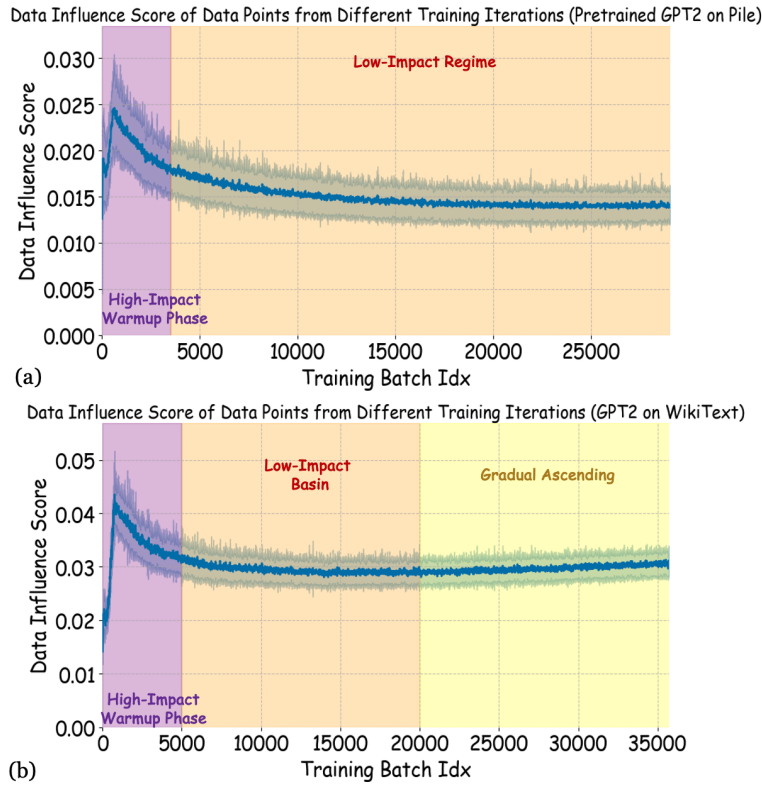 Data Influence Score of Data Points from Different Training Iterations (Pretrained GPT2 on Pile)
Data Influence Score
0.030
0.025
0.020
0.015
0.010
0.005
0.000
Low-Impact Regime
High-Impact
Warmup Phase
0 5000 10000 15000 20000 25000
Training Batch Idx
(a)
Data Influence Score of Data Points from Different Training Iterations (GPT2 on WikiText)
Data Influence Score
0.05
0.04
0.03
0.02
0.01
0.00
Low-Impact
Basin
Gradual Ascending
High-Impact
Warmup Phase
0 5000 10000 15000 20000 25000 30000 35000
Training Batch Idx
(b)